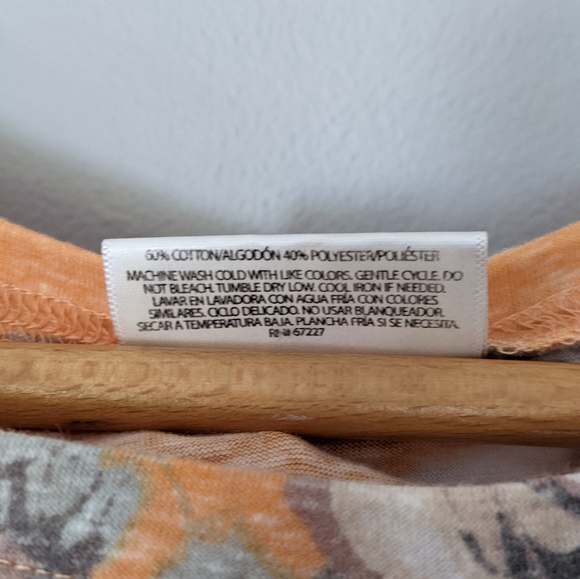 60% COTTON/ALGODÓN 40% POLYESTER/POLIÉSTER
MACHINE WASH COLD WITH LIKE COLORS. GENTLE CYCLE. DO
NOT BLEACH. TUMBLE DRY LOW. COOL IRON IF NEEDED.
LAVAR EN LAVADORA CON AGUA FRÍA CON COLORES
SIMILARES. CICLO DELICADO. NO USAR BLANQUEADOR.
SECAR A TEMPERATURA BAJA. PLANCHA FRÍA SI SE NECESITA.
RN# 67227